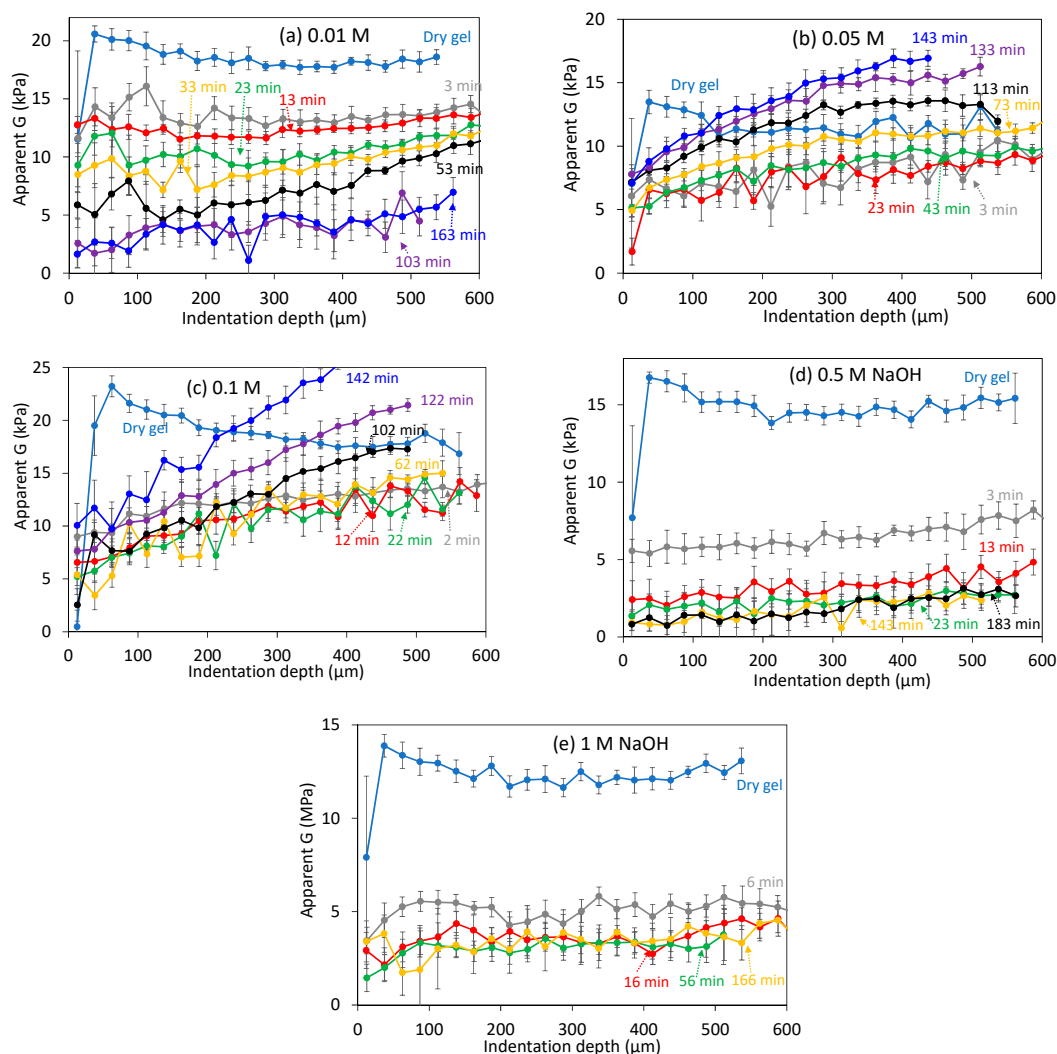 (a) 0.01 M
Dry gel
33 min
23 min
13 min
3 min
53 min
163 min
103 min
Apparent G (kPa)
20
15
10
5
0
0 100 200 300 400 500 600
Indentation depth (µm)
(b) 0.05 M
143 min
133 min
Dry gel
113 min
73 min
23 min
43 min
3 min
Apparent G (kPa)
20
15
10
5
0
0 100 200 300 400 500 600
Indentation depth (µm)
(c) 0.1 M
142 min
122 min
Dry gel
102 min
62 min
12 min
22 min
2 min
Apparent G (kPa)
25
20
15
10
5
0
0 100 200 300 400 500 600
Indentation depth (µm)
(d) 0.5 M NaOH
Dry gel
3 min
13 min
143 min
23 min
183 min
Apparent G (kPa)
15
10
5
0
0 100 200 300 400 500 600
Indentation depth (µm)
(e) 1 M NaOH
Dry gel
6 min
16 min
56 min
166 min
Apparent G (MPa)
15
10
5
0
0 100 200 300 400 500 600
Indentation depth (µm)